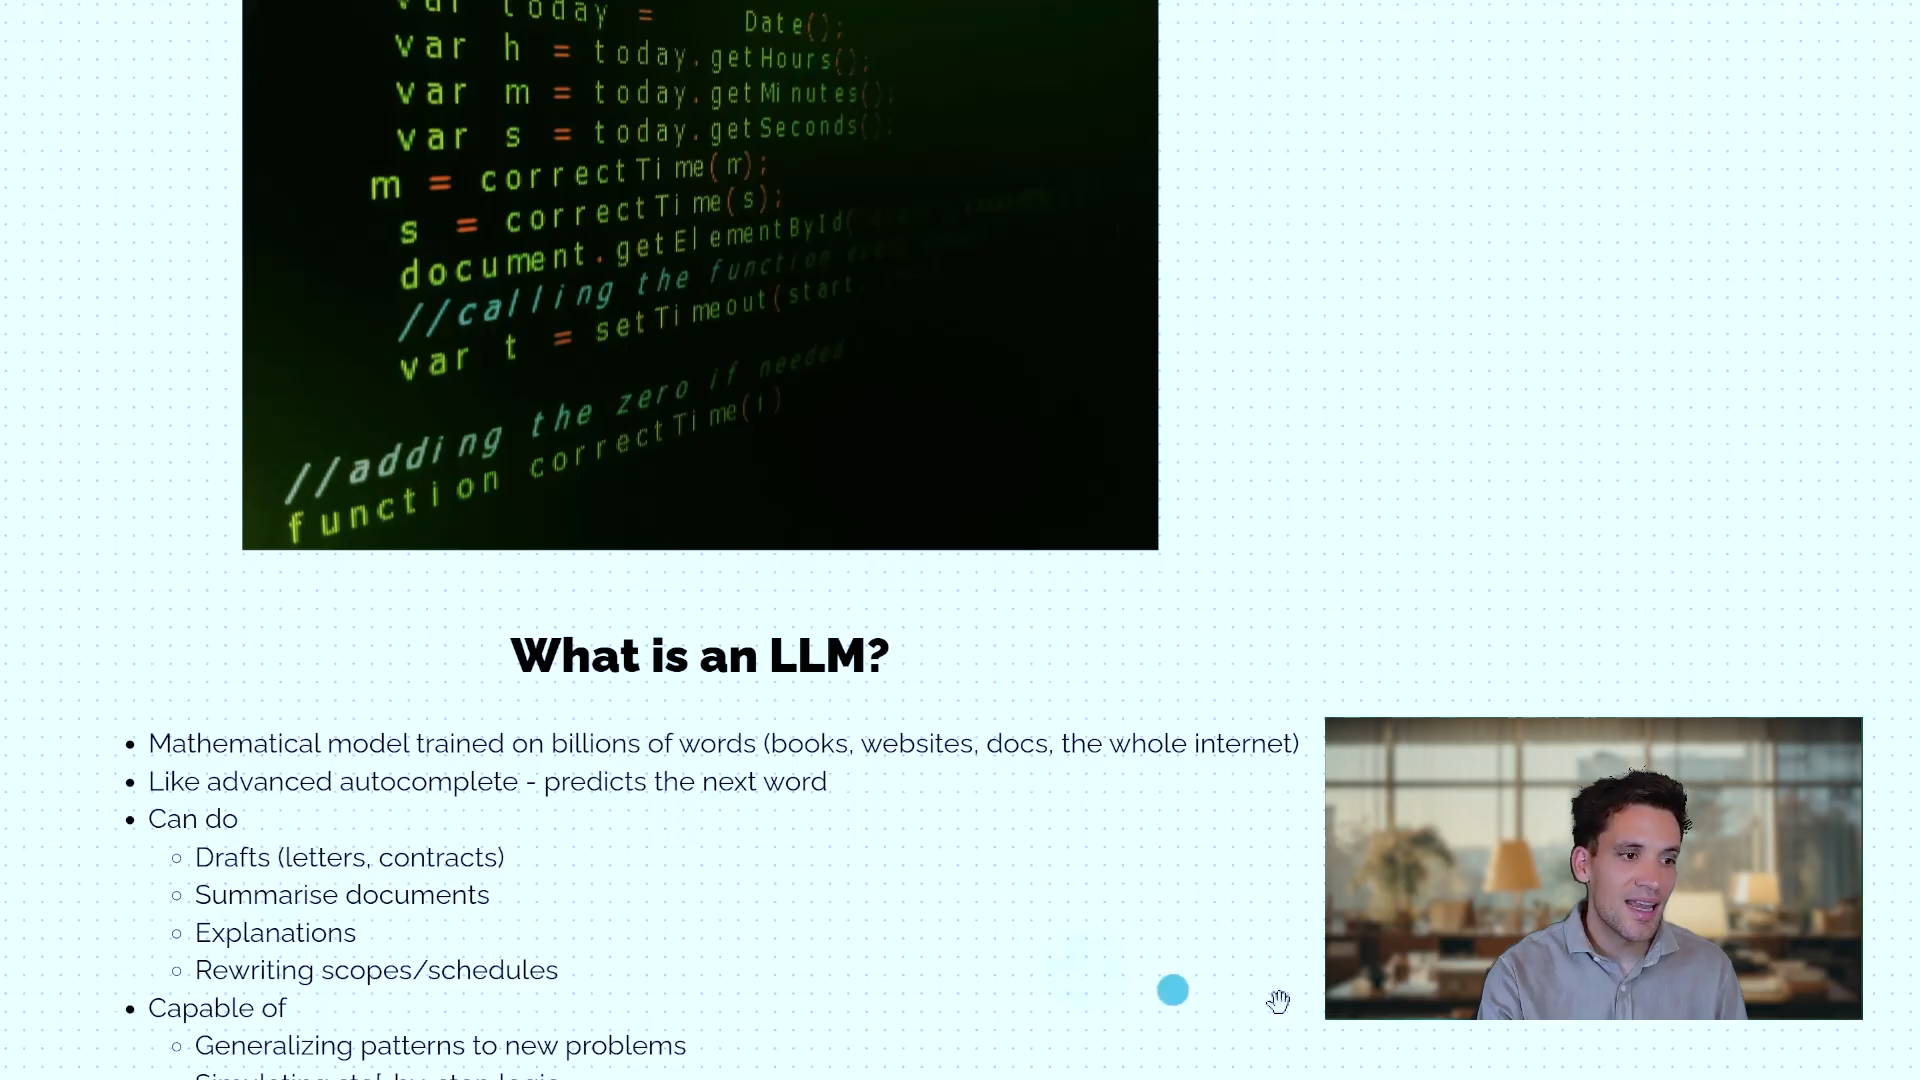 var today = Date();
var h = today.getHours();
var m = today.getMinutes();
var s = today.getSeconds();
m = correctTime(m);
s = correctTime(s);
document.getElementById(
//calling the function
var t = setTimeout(start,
//adding the zero if needed
function correctTime(i)
What is an LLM?
• Mathematical model trained on billions of words (books, websites, docs, the whole internet)
• Like advanced autocomplete - predicts the next word
• Can do
○ Drafts (letters, contracts)
○ Summarise documents
○ Explanations
○ Rewriting scopes/schedules
• Capable of
○ Generalizing patterns to new problems